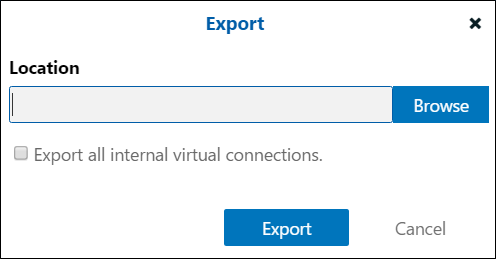 Export
Location
Browse
Export all internal virtual connections.
Export Cancel